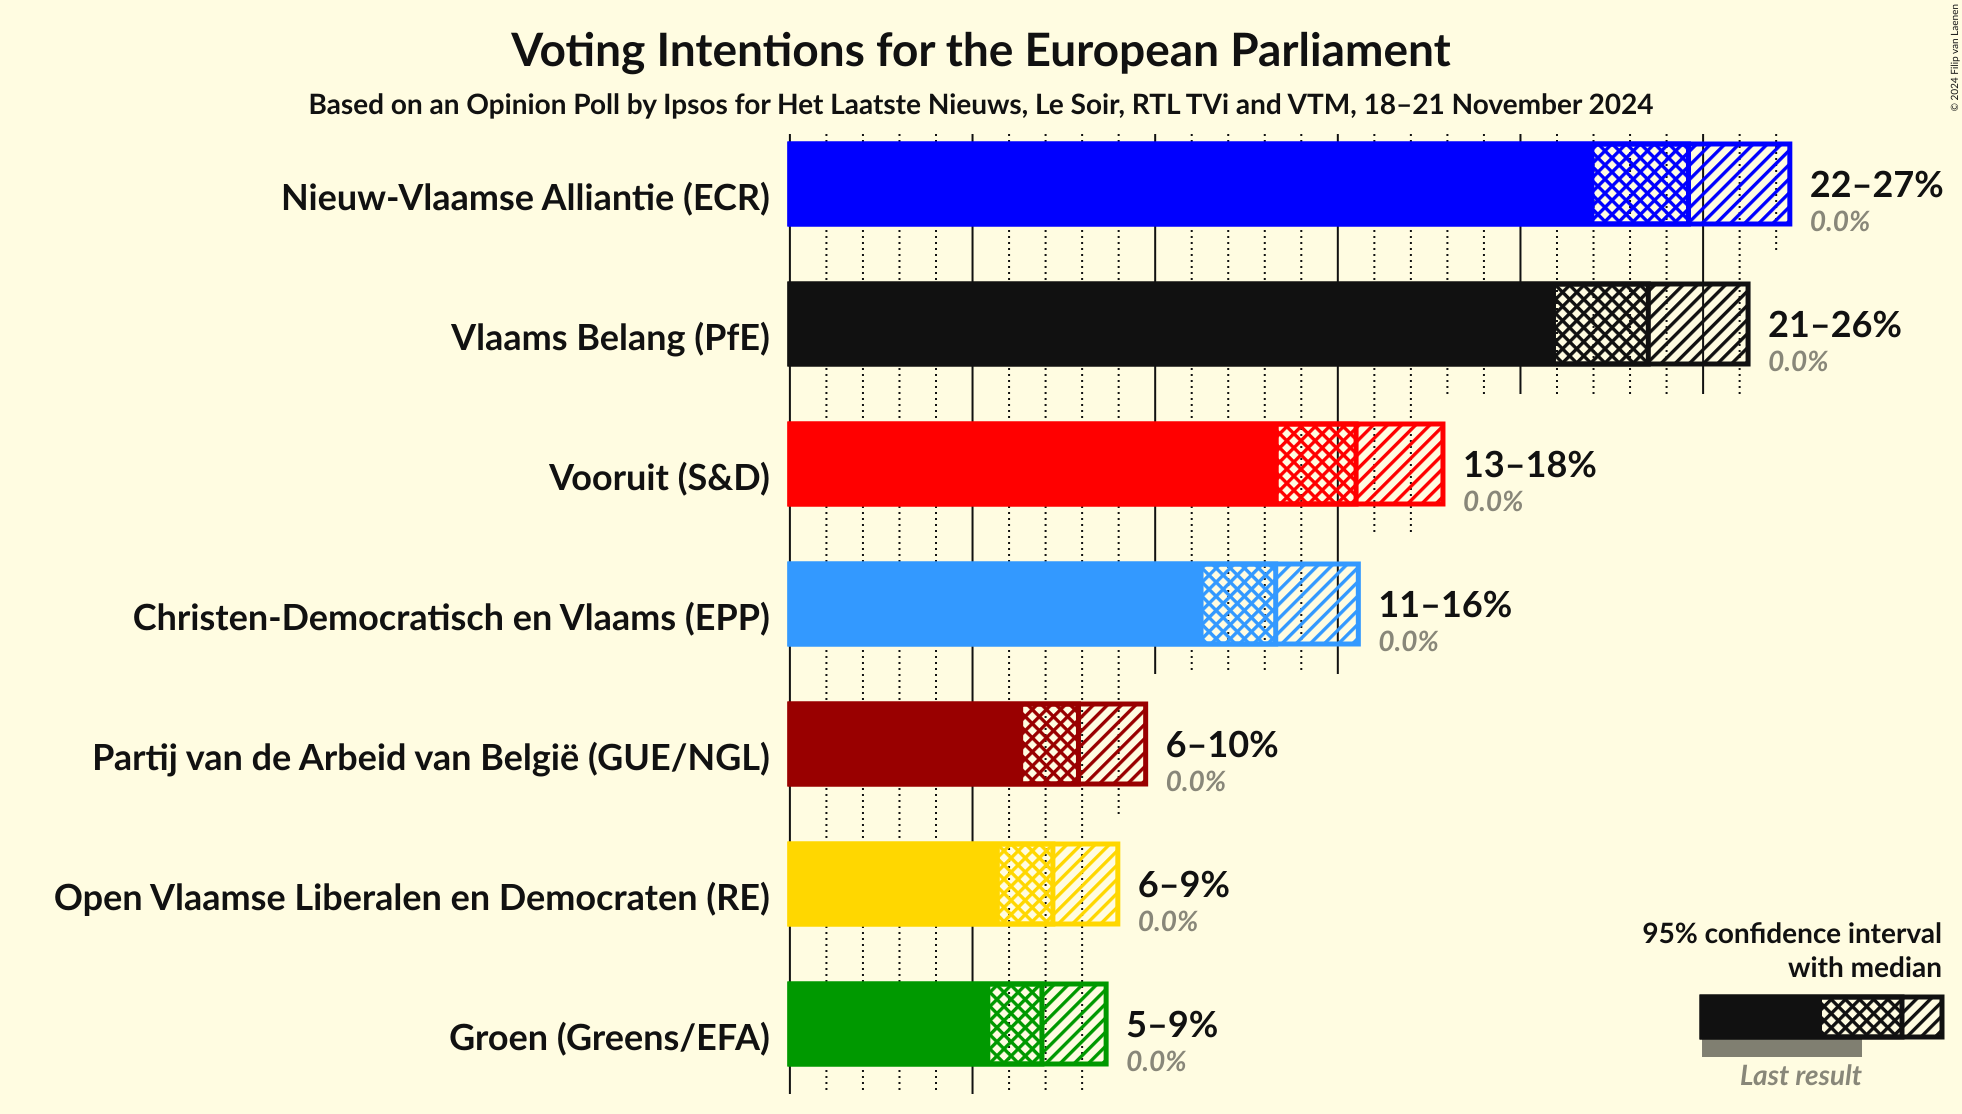 Voting Intentions for the European Parliament
Based on an Opinion Poll by Ipsos for Het Laatste Nieuws, Le Soir, RTL TVi and VTM, 18–21 November 2024
© 2024 Filip van Laenen
Nieuw-Vlaamse Alliantie (ECR)
22–27%
0.0%
Vlaams Belang (PfE)
21–26%
0.0%
Vooruit (S&D)
13–18%
0.0%
Christen-Democratisch en Vlaams (EPP)
11–16%
0.0%
Partij van de Arbeid van België (GUE/NGL)
6–10%
0.0%
Open Vlaamse Liberalen en Democraten (RE)
6–9%
0.0%
Groen (Greens/EFA)
5–9%
0.0%
95% confidence interval
with median
Last result